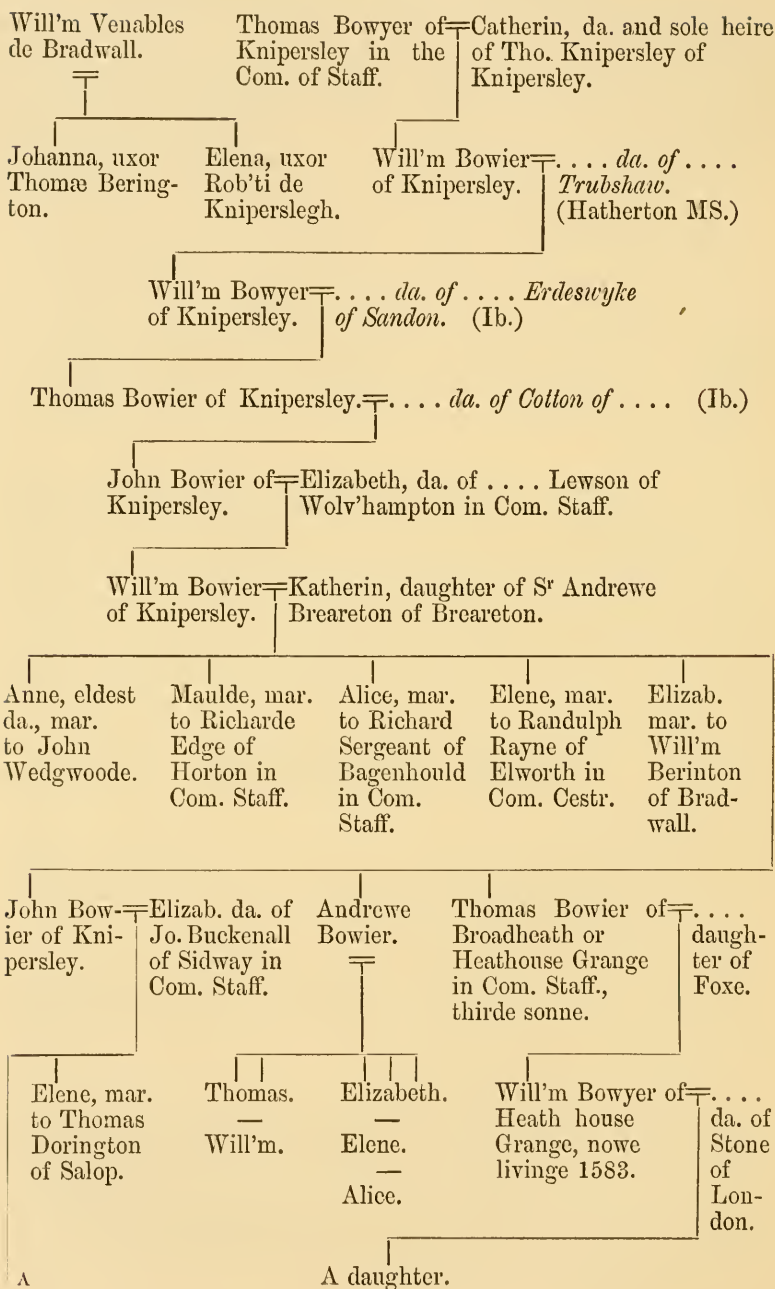 Will'm Venables
de Bradwall.
Thomas Bowyer of
Knipersley in the
Com. of Staff.
Catherin, da. and sole heire
of Tho. Knipersley of
Knipersley.
Johanna, uxor
Thomæ Bering-
ton.
Elena, uxor
Rob'ti de
Kniperslegh.
Will'm Bowier
of Knipersley.
. . . . da. of . . . .
Trubshaw.
(Hatherton MS.)
Will'm Bowyer
of Knipersley.
. . . . da. of . . . . Erdeswyke
of Sandon. (Ib.)
Thomas Bowier of Knipersley.
. . . . da. of Cotton of . . . . (Ib.)
John Bowier of
Knipersley.
Elizabeth, da. of . . . . Lewson of
Wolv'hampton in Com. Staff.
Will'm Bowier
of Knipersley.
Katherin, daughter of Sr Andrewe
Breareton of Breareton.
Anne, eldest
da., mar.
to John
Wedgwoode.
Maulde, mar.
to Richarde
Edge of
Horton in
Com. Staff.
Alice, mar.
to Richard
Sergeant of
Bagenhould
in Com.
Staff.
Elene, mar.
to Randulph
Rayne of
Elworth in
Com. Cestr.
Elizab.
mar. to
Will'm
Berinton
of Brad-
wall.
John Bow-
ier of Kni-
persley.
Elizab. da. of
Jo. Buckenall
of Sidway in
Com. Staff.
Andrewe
Bowier.
Thomas Bowier of
Broadheath or
Heathouse Grange
in Com. Staff.,
thirde sonne.
. . . .
daugh-
ter of
Foxe.
Elene, mar.
to Thomas
Dorington
of Salop.
Thomas.
—
Will'm.
Elizabeth.
—
Elene.
—
Alice.
Will'm Bowyer of
Heath house
Grange, nowe
livinge 1583.
. . . .
da. of
Stone
of
Lon-
don.
A
A daughter.